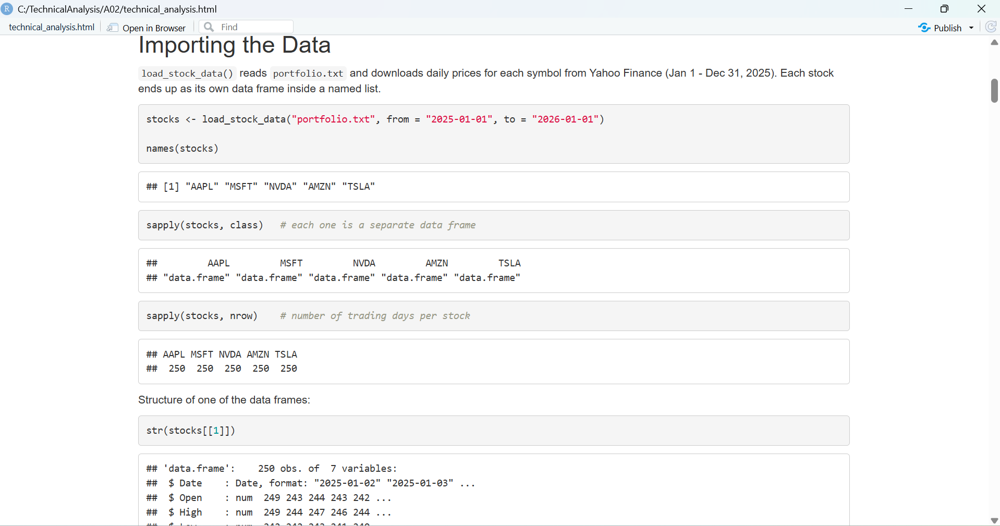 R C:/TechnicalAnalysis/A02/technical_analysis.html
technical_analysis.html Open in Browser Find Publish
Importing the Data
load_stock_data() reads portfolio.txt and downloads daily prices for each symbol from Yahoo Finance (Jan 1 - Dec 31, 2025). Each stock
ends up as its own data frame inside a named list.
stocks <- load_stock_data("portfolio.txt", from = "2025-01-01", to = "2026-01-01")
names(stocks)
## [1] "AAPL" "MSFT" "NVDA" "AMZN" "TSLA"
sapply(stocks, class)   # each one is a separate data frame
##         AAPL         MSFT         NVDA         AMZN         TSLA
## "data.frame" "data.frame" "data.frame" "data.frame" "data.frame"
sapply(stocks, nrow)    # number of trading days per stock
## AAPL MSFT NVDA AMZN TSLA
##  250  250  250  250  250
Structure of one of the data frames:
str(stocks[[1]])
## 'data.frame':    250 obs. of  7 variables:
##  $ Date    : Date, format: "2025-01-02" "2025-01-03" ...
##  $ Open    : num  249 243 244 243 242 ...
##  $ High    : num  249 244 247 246 244 ...